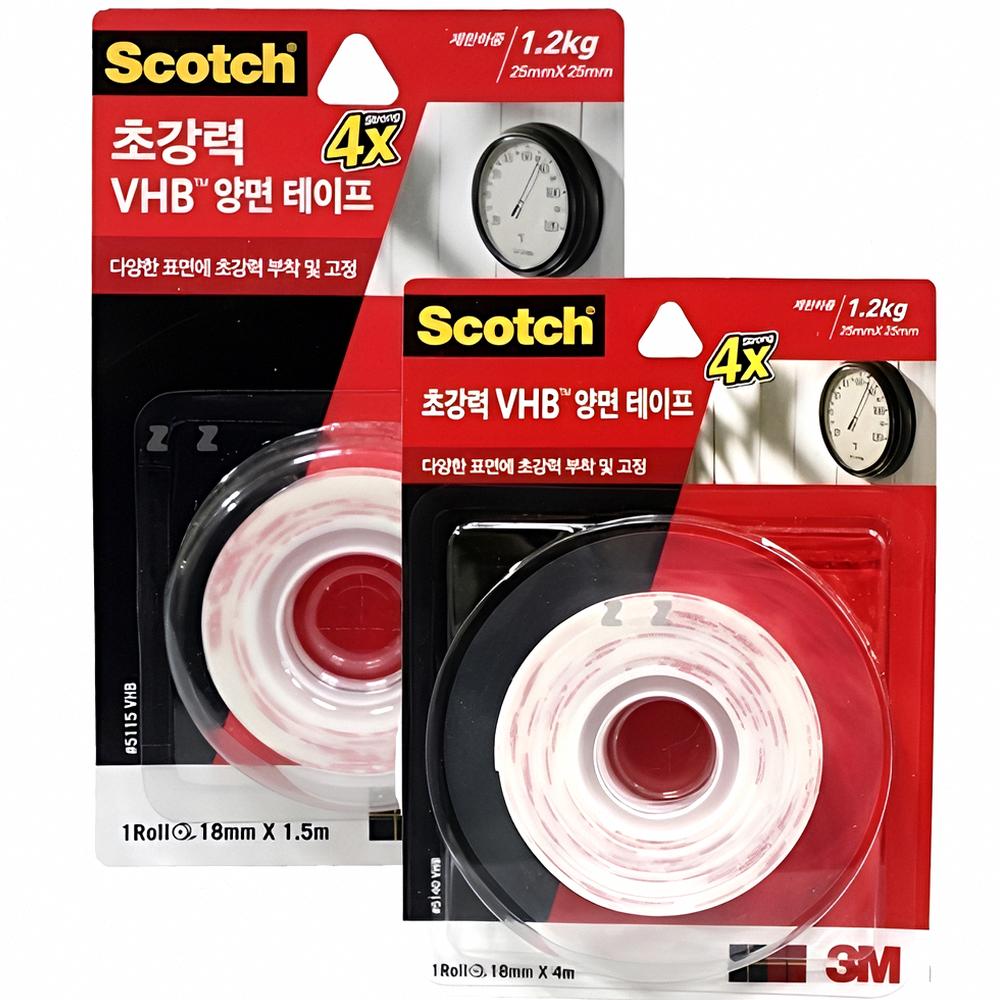 Scotch
1.2kg
25mmX25mm
초강력
4x
Strong
VHB™ 양면 테이프
다양한 표면에 초강력 부착 및 고정
Z Z
#5115 VHB
1Roll 18mm X 1.5m
Scotch
1.2kg
25mmX 25mm
4x
Strong
초강력 VHB™ 양면 테이프
다양한 표면에 초강력 부착 및 고정
Z Z
1Roll 18mm X 4m
3M